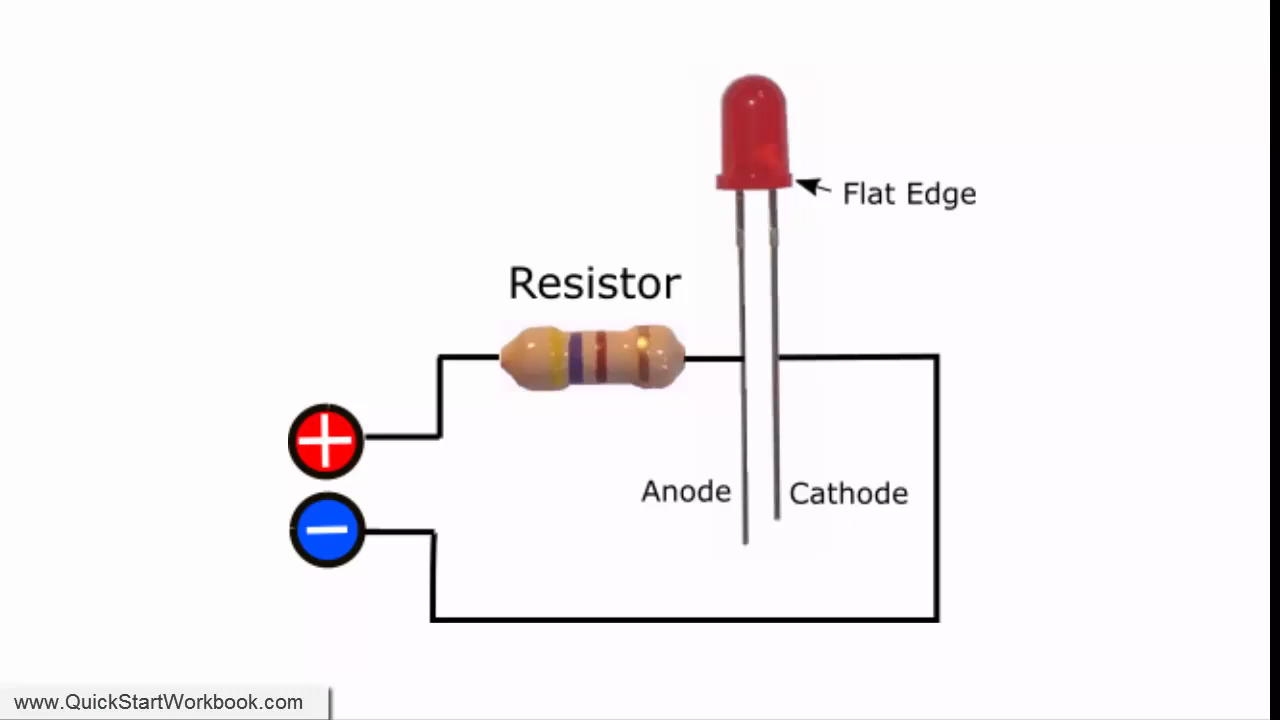 Flat Edge
Resistor
+
−
Anode
Cathode
www.QuickStartWorkbook.com